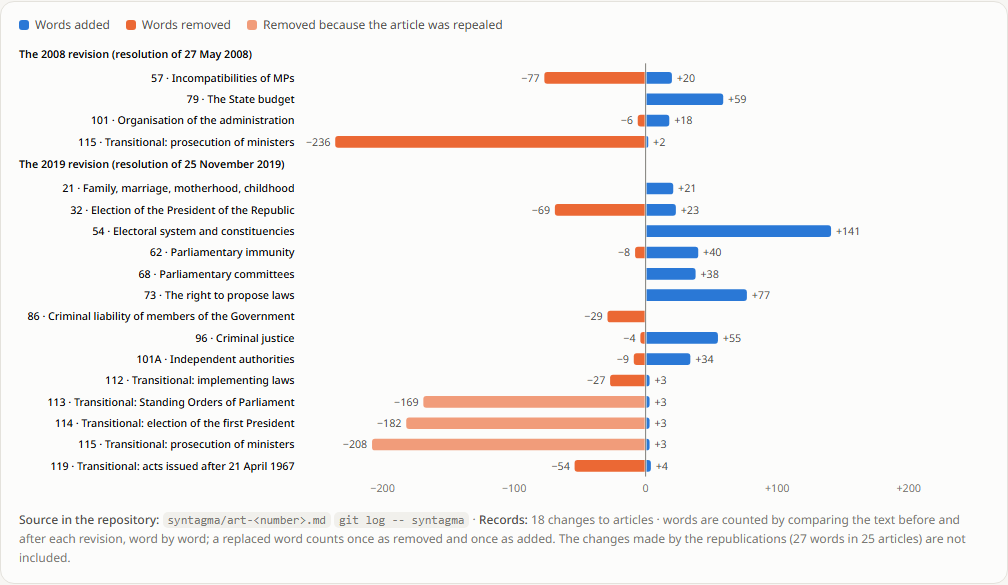 Words added Words removed Removed because the article was repealed
The 2008 revision (resolution of 27 May 2008)
57 · Incompatibilities of MPs −77 +20
79 · The State budget +59
101 · Organisation of the administration −6 +18
115 · Transitional: prosecution of ministers −236 +2
The 2019 revision (resolution of 25 November 2019)
21 · Family, marriage, motherhood, childhood +21
32 · Election of the President of the Republic −69 +23
54 · Electoral system and constituencies +141
62 · Parliamentary immunity −8 +40
68 · Parliamentary committees +38
73 · The right to propose laws +77
86 · Criminal liability of members of the Government −29
96 · Criminal justice −4 +55
101A · Independent authorities −9 +34
112 · Transitional: implementing laws −27 +3
113 · Transitional: Standing Orders of Parliament −169 +3
114 · Transitional: election of the first President −182 +3
115 · Transitional: prosecution of ministers −208 +3
119 · Transitional: acts issued after 21 April 1967 −54 +4
−200 −100 0 +100 +200
Source in the repository: syntagma/art-<number>.md git log -- syntagma · Records: 18 changes to articles · words are counted by comparing the text before and
after each revision, word by word; a replaced word counts once as removed and once as added. The changes made by the republications (27 words in 25 articles) are not
included.